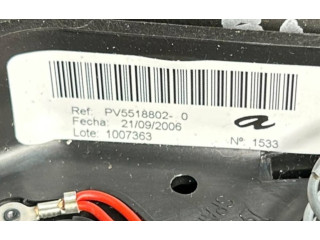 Ref: PV5518802-. 0
Fecha: 21/09/2006
Lote: 1007363
Nº 1533
a